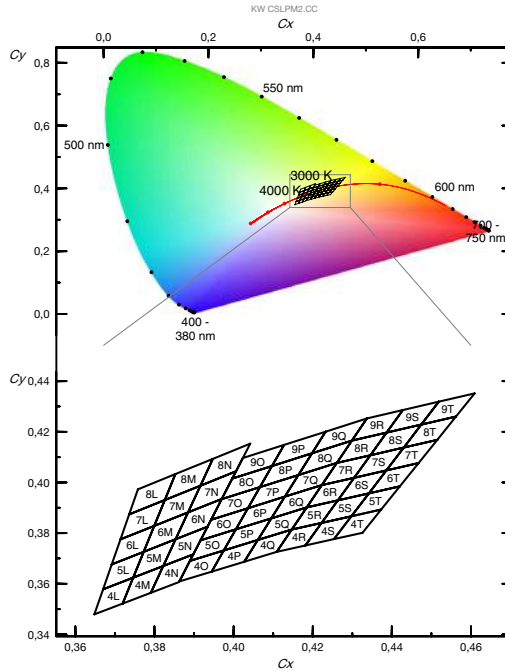 KW CSLPM2.CC
Cx
0,0 0,2 0,4 0,6
Cy
0,8
0,6
0,4
0,2
0,0
550 nm
500 nm
3000 K
4000 K
600 nm
700 -
750 nm
400 -
380 nm
Cy
0,44
0,42
0,40
0,38
0,36
0,34
9T
9S
9R
8T
9Q
8S
9P
8R
7T
9O
8Q
7S
8N
8P
7R
6T
8M
8O
7Q
6S
8L
7N
7P
6R
5T
7M
7O
6Q
5S
7L
6N
6P
5R
4T
6M
6O
5Q
4S
6L
5N
5P
4R
5M
5O
4Q
5L
4P
4O
4N
4M
4L
0,36 0,38 0,40 0,42 0,44 0,46
Cx